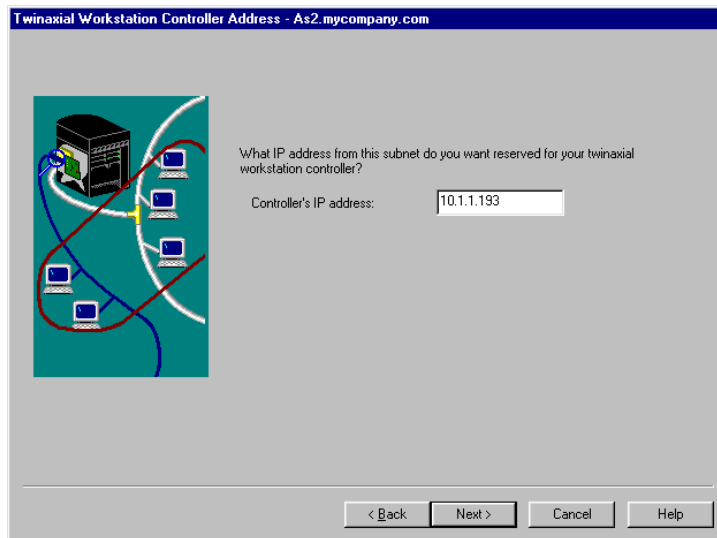 Twinaxial Workstation Controller Address - As2.mycompany.com
What IP address from this subnet do you want reserved for your twinaxial
workstation controller?
Controller's IP address: 10.1.1.193
< Back Next > Cancel Help